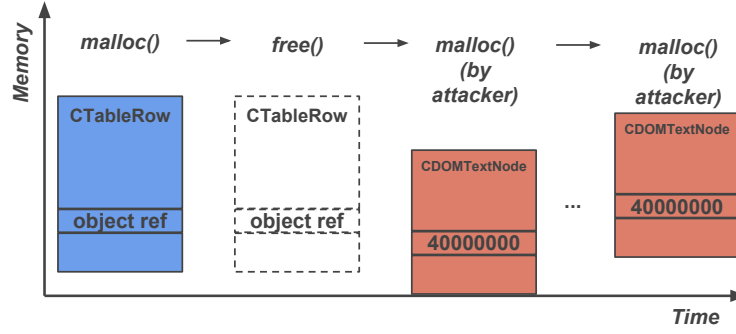 Memory
malloc()
free()
malloc()
(by
attacker)
malloc()
(by
attacker)
CTableRow
object ref
CTableRow
object ref
CDOMTextNode
40000000
...
CDOMTextNode
40000000
Time